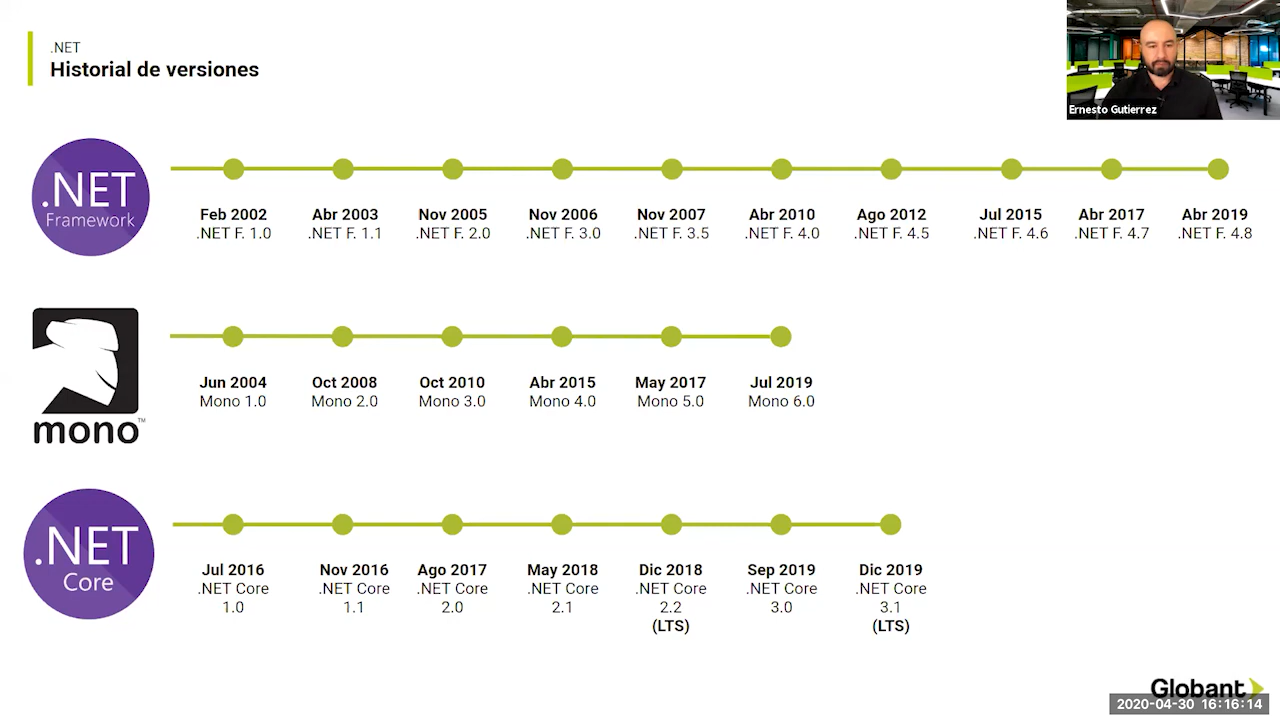 .NET
Historial de versiones
Ernesto Gutierrez
.NET
Framework
Feb 2002
.NET F. 1.0
Abr 2003
.NET F. 1.1
Nov 2005
.NET F. 2.0
Nov 2006
.NET F. 3.0
Nov 2007
.NET F. 3.5
Abr 2010
.NET F. 4.0
Ago 2012
.NET F. 4.5
Jul 2015
.NET F. 4.6
Abr 2017
.NET F. 4.7
Abr 2019
.NET F. 4.8
mono™
Jun 2004
Mono 1.0
Oct 2008
Mono 2.0
Oct 2010
Mono 3.0
Abr 2015
Mono 4.0
May 2017
Mono 5.0
Jul 2019
Mono 6.0
.NET
Core
Jul 2016
.NET Core
1.0
Nov 2016
.NET Core
1.1
Ago 2017
.NET Core
2.0
May 2018
.NET Core
2.1
Dic 2018
.NET Core
2.2
(LTS)
Sep 2019
.NET Core
3.0
Dic 2019
.NET Core
3.1
(LTS)
Globant
2020-04-30 16:16:14